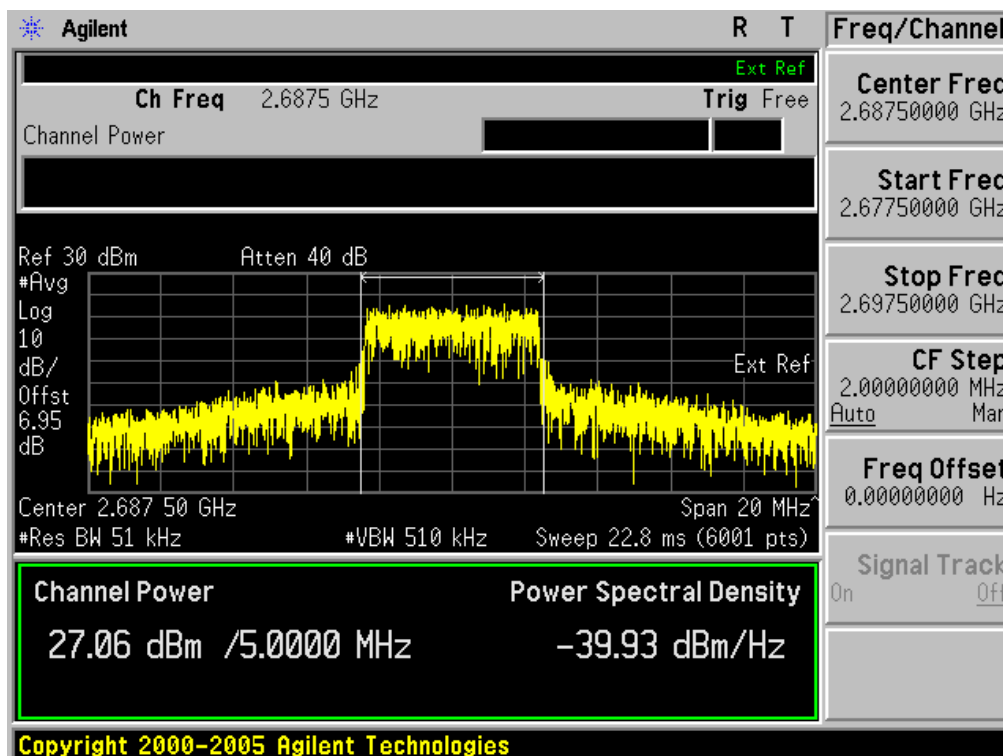 Agilent R T Freq/Channel
Ext Ref
Ch Freq 2.6875 GHz Trig Free
Channel Power
Center Freq
2.68750000 GHz
Start Freq
2.67750000 GHz
Stop Freq
2.69750000 GHz
CF Step
2.00000000 MHz
Auto Man
Freq Offset
0.00000000 Hz
Signal Track
On Off
Ref 30 dBm Atten 40 dB
#Avg
Log
10
dB/
Offst
6.95
dB
Ext Ref
Center 2.687 50 GHz Span 20 MHz^
#Res BW 51 kHz #VBW 510 kHz Sweep 22.8 ms (6001 pts)
Channel Power Power Spectral Density
27.06 dBm /5.0000 MHz -39.93 dBm/Hz
Copyright 2000-2005 Agilent Technologies